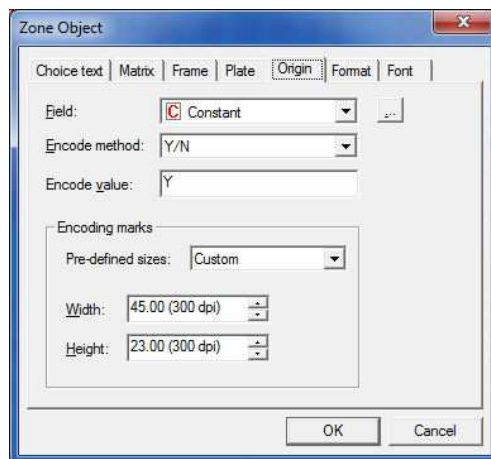 Zone Object
Choice text Matrix Frame Plate Origin Format Font
Field: C Constant ...
Encode method: Y/N
Encode value: Y
Encoding marks
Pre-defined sizes: Custom
Width: 45.00 (300 dpi)
Height: 23.00 (300 dpi)
OK Cancel